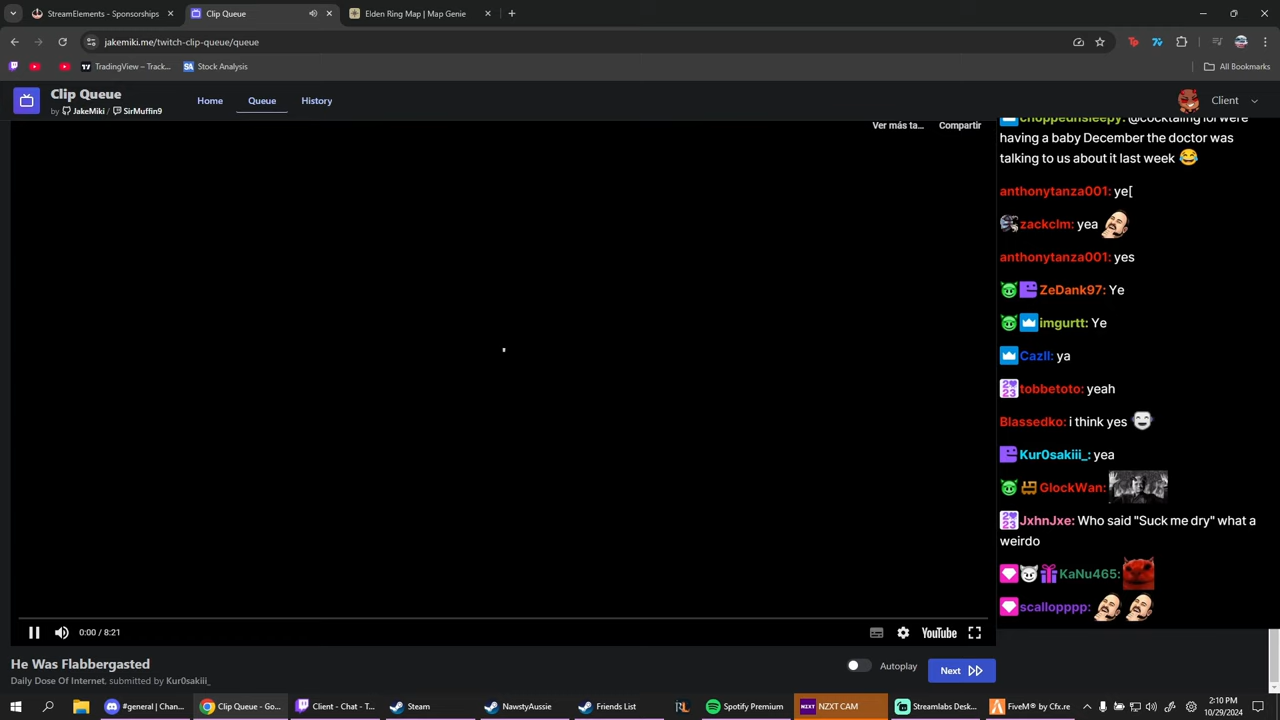 StreamElements - Sponsorships
Clip Queue
Elden Ring Map | Map Genie
jakemiki.me/twitch-clip-queue/queue
TradingView – Track...
SA Stock Analysis
All Bookmarks
Clip Queue
by JakeMiki / SirMuffin9
Home
Queue
History
Client
Ver más ta...
Compartir
having a baby December the doctor was
talking to us about it last week 😂
anthonytanza001: ye[
zackclm: yea
anthonytanza001: yes
ZeDank97: Ye
imgurtt: Ye
Cazll: ya
tobbetoto: yeah
Blassedko: i think yes
Kur0sakiii_: yea
GlockWan:
JxhnJxe: Who said "Suck me dry" what a
weirdo
KaNu465:
scallopppp:
0:00 / 8:21
YouTube
He Was Flabbergasted
Daily Dose Of Internet, submitted by Kur0sakiii_
Autoplay
Next
#general | Chan...
Clip Queue - Go...
Client - Chat - T...
Steam
NawstyAussie
Friends List
Spotify Premium
NZXT CAM
Streamlabs Desk...
FiveM® by Cfx.re
2:10 PM
10/29/2024